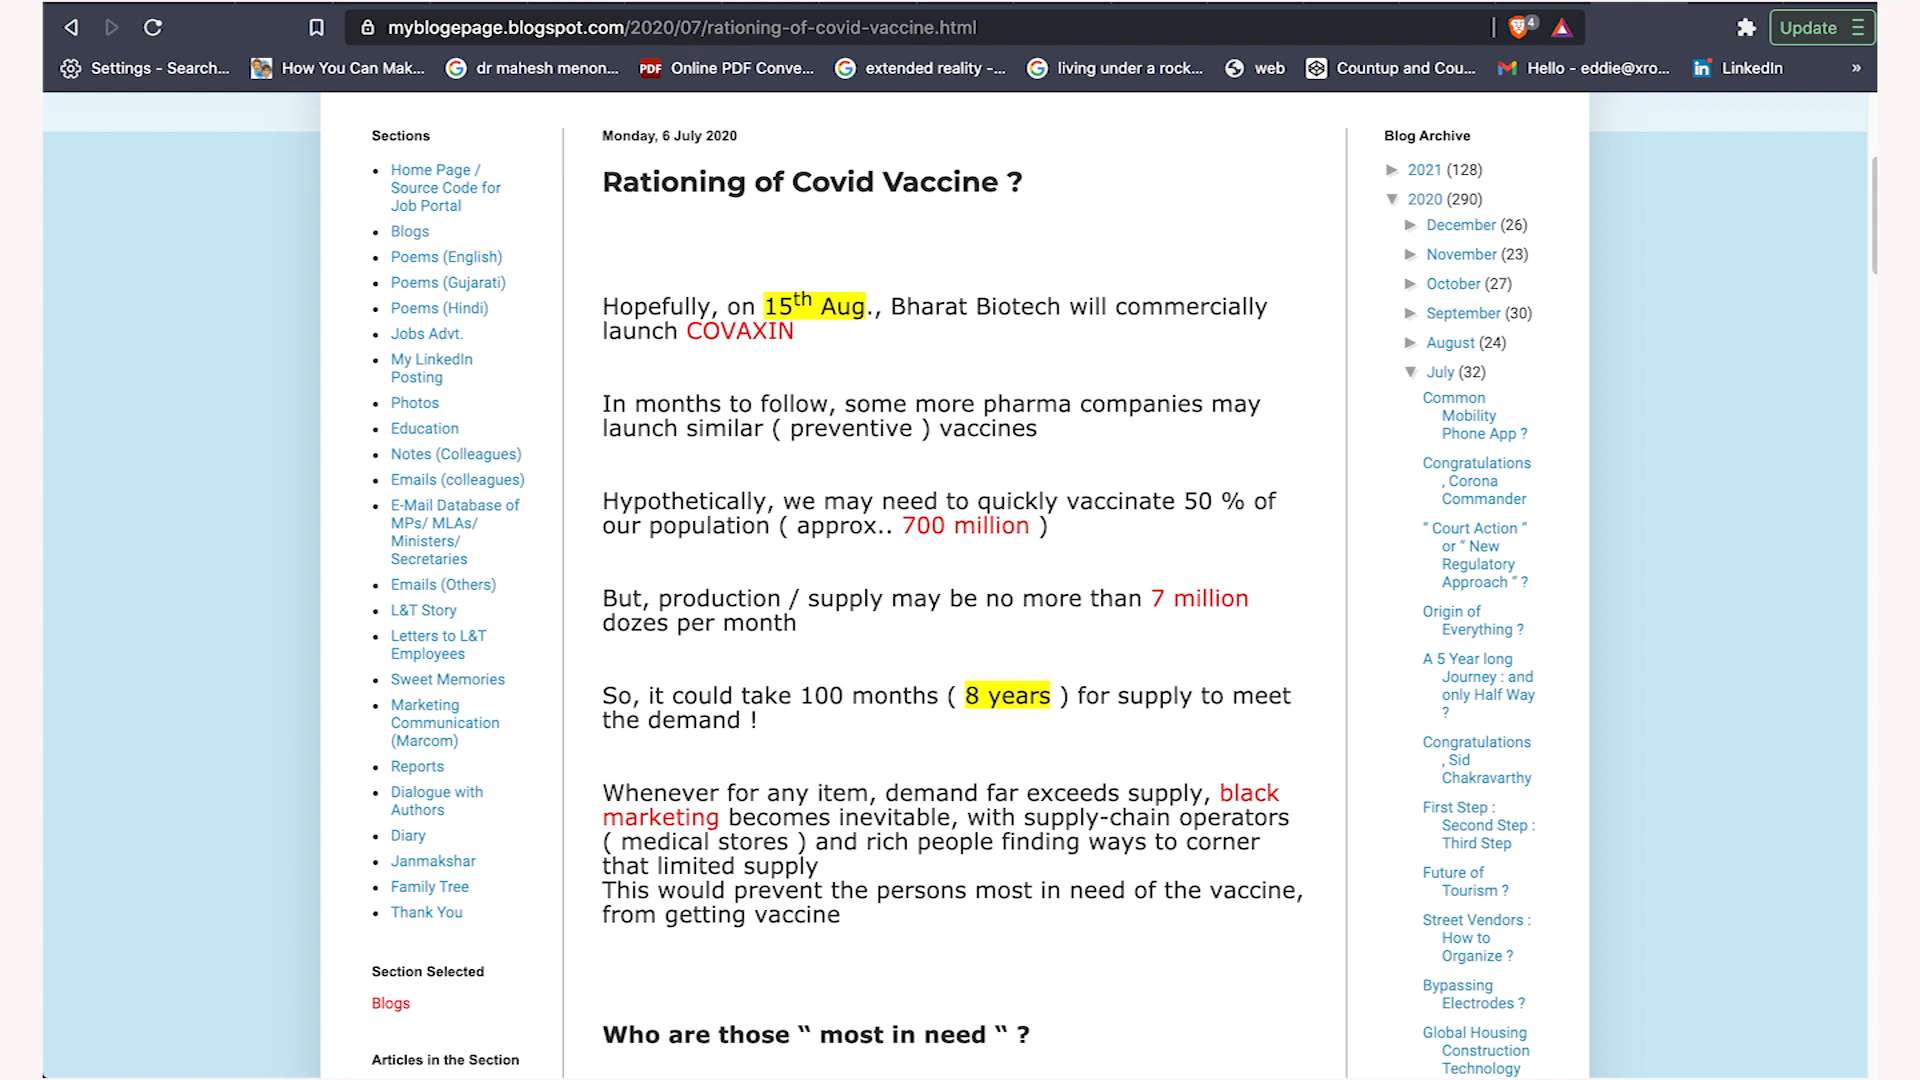 myblogepage.blogspot.com/2020/07/rationing-of-covid-vaccine.html
4
Update
Settings - Search...
How You Can Mak...
dr mahesh menon...
PDF
Online PDF Conve...
extended reality -...
living under a rock...
web
Countup and Cou...
Hello - eddie@xro...
in
LinkedIn
»
Sections
Home Page /
Source Code for
Job Portal
Blogs
Poems (English)
Poems (Gujarati)
Poems (Hindi)
Jobs Advt.
My LinkedIn
Posting
Photos
Education
Notes (Colleagues)
Emails (colleagues)
E-Mail Database of
MPs/ MLAs/
Ministers/
Secretaries
Emails (Others)
L&T Story
Letters to L&T
Employees
Sweet Memories
Marketing
Communication
(Marcom)
Reports
Dialogue with
Authors
Diary
Janmakshar
Family Tree
Thank You
Section Selected
Blogs
Articles in the Section
Monday, 6 July 2020
Rationing of Covid Vaccine ?
Hopefully, on 15th Aug., Bharat Biotech will commercially
launch COVAXIN
In months to follow, some more pharma companies may
launch similar ( preventive ) vaccines
Hypothetically, we may need to quickly vaccinate 50 % of
our population ( approx.. 700 million )
But, production / supply may be no more than 7 million
dozes per month
So, it could take 100 months ( 8 years ) for supply to meet
the demand !
Whenever for any item, demand far exceeds supply, black
marketing becomes inevitable, with supply-chain operators
( medical stores ) and rich people finding ways to corner
that limited supply
This would prevent the persons most in need of the vaccine,
from getting vaccine
Who are those “ most in need “ ?
Blog Archive
► 2021 (128)
▼ 2020 (290)
► December (26)
► November (23)
► October (27)
► September (30)
► August (24)
▼ July (32)
Common
Mobility
Phone App ?
Congratulations
, Corona
Commander
“ Court Action ”
or “ New
Regulatory
Approach “ ?
Origin of
Everything ?
A 5 Year long
Journey : and
only Half Way
?
Congratulations
, Sid
Chakravarthy
First Step :
Second Step :
Third Step
Future of
Tourism ?
Street Vendors :
How to
Organize ?
Bypassing
Electrodes ?
Global Housing
Construction
Technology